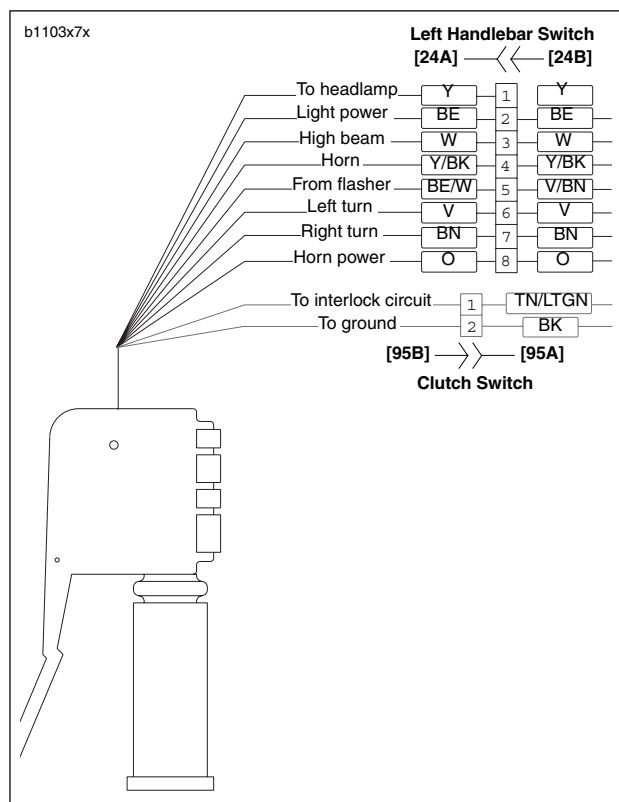 b1103x7x
Left Handlebar Switch
[24A] [24B]
To headlamp Y 1 Y
Light power BE 2 BE
High beam W 3 W
Horn Y/BK 4 Y/BK
From flasher BE/W 5 V/BN
Left turn V 6 V
Right turn BN 7 BN
Horn power O 8 O
To interlock circuit 1 TN/LTGN
To ground 2 BK
[95B] [95A]
Clutch Switch